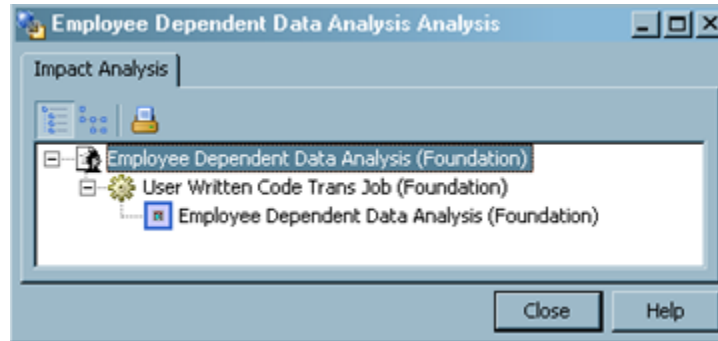 Employee Dependent Data Analysis Analysis
Impact Analysis
Employee Dependent Data Analysis (Foundation)
User Written Code Trans Job (Foundation)
Employee Dependent Data Analysis (Foundation)
Close Help